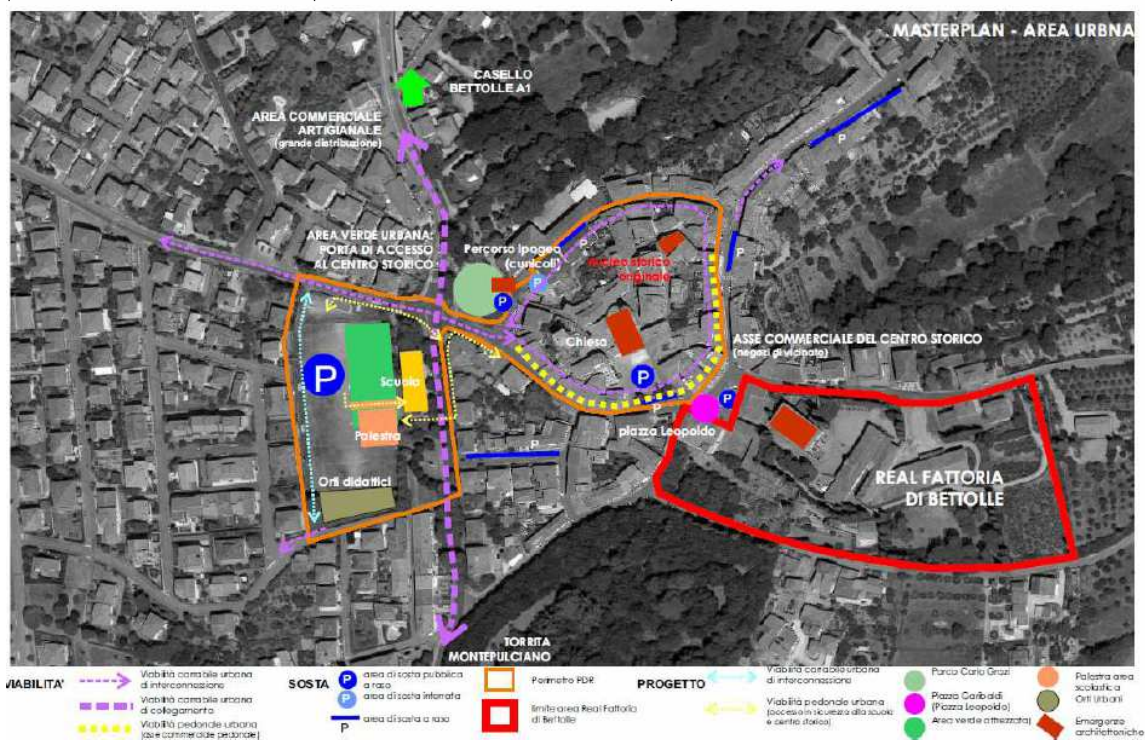 MASTERPLAN - AREA URBNA
CASELLO
BETTOLLE A1
AREA COMMERCIALE
ARTIGIANALE
(grande distribuzione)
AREA VERDE URBANA:
PORTA DI ACCESSO
AL CENTRO STORICO
Percorso ipogea
(cunicoli)
P
P
P
nucleo storico
originale
P
P
Chiesa
ASSE COMMERCIALE DEL CENTRO STORICO
(negozi di vicinato)
P
Scuola
P
P
P
piazza Leopoldo
Palestra
P
REAL FATTORIA
DI BETTOLLE
Orti didattici
TORRITA
MONTEPULCIANO
VIABILITA'
Viabilità carrabile urbana
di interconnessione
Viabilità carrabile urbana
di collegamento
Viabilità pedonale urbana
(asse commerciale pedonale)
SOSTA
P
area di sosta pubblica
a raso
P
area di sosta interrata
area di sosta a raso
Perimetro PDR
limite area Real Fattoria
di Bettolle
PROGETTO
Viabilità carrabile urbana
di interconnessione
Viabilità pedonale urbana
(accesso in sicurezza alla scuola
e centro storico)
Parco Carlo Grazi
Piazza Garibaldi
(Piazza Leopoldo)
Area verde attrezzata
Palestra area
scolastica
Orti Urbani
Emergenze
architettoniche